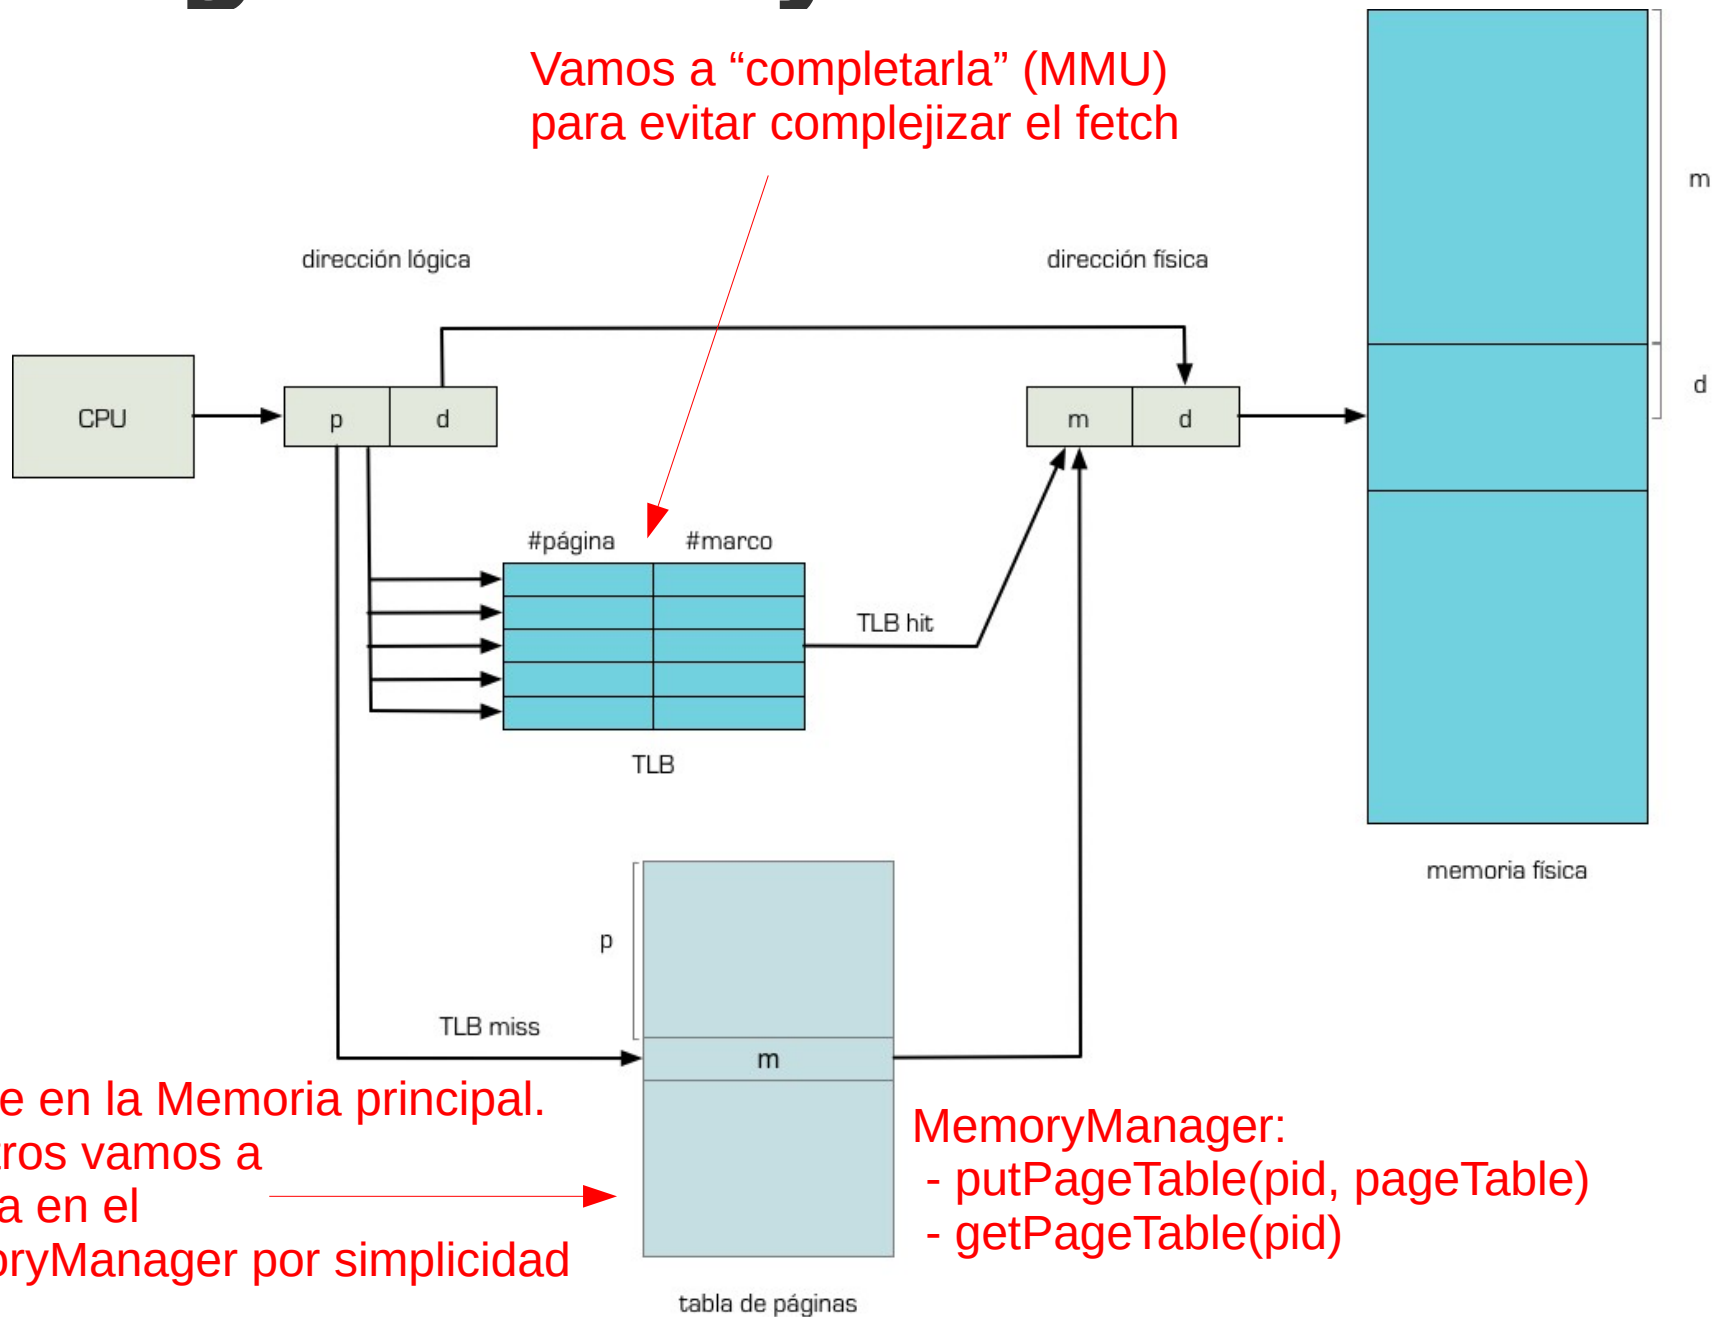 Vamos a “completarla” (MMU)
para evitar complejizar el fetch
m
dirección lógica
dirección física
d
CPU
p
d
m
d
#página
#marco
TLB hit
TLB
memoria física
p
TLB miss
m
e en la Memoria principal.
tros vamos a
a en el
oryManager por simplicidad
MemoryManager:
- putPageTable(pid, pageTable)
- getPageTable(pid)
tabla de páginas